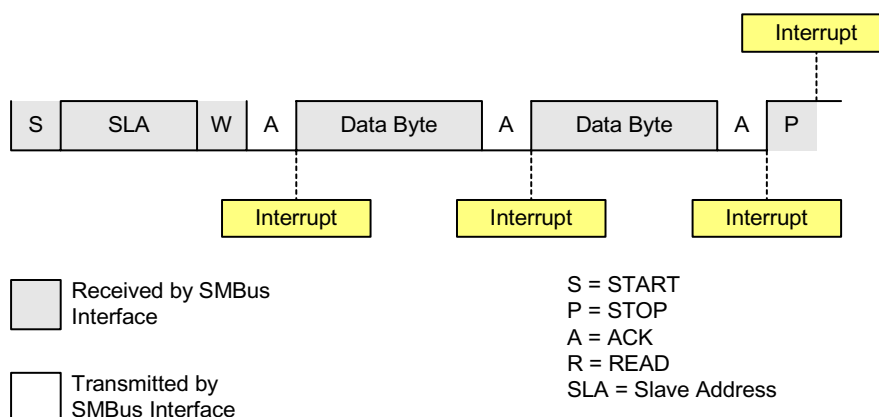 Interrupt
S SLA W A Data Byte A Data Byte A P
Interrupt Interrupt Interrupt
Received by SMBus
Interface
Transmitted by
SMBus Interface
S = START
P = STOP
A = ACK
R = READ
SLA = Slave Address